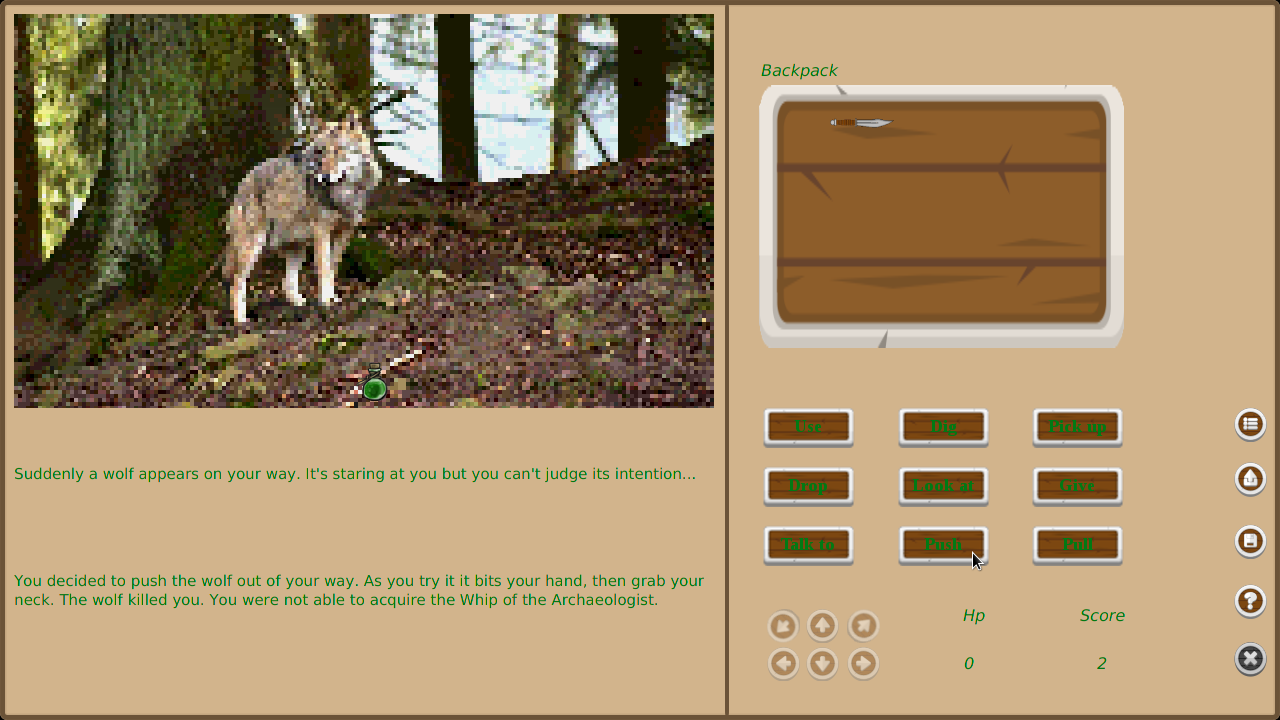 Backpack
Use
Dig
Pick up
Drop
Look at
Give
Talk to
Push
Pull
Suddenly a wolf appears on your way. It's staring at you but you can't judge its intention...
You decided to push the wolf out of your way. As you try it it bits your hand, then grab your
neck. The wolf killed you. You were not able to acquire the Whip of the Archaeologist.
Hp
Score
0
2